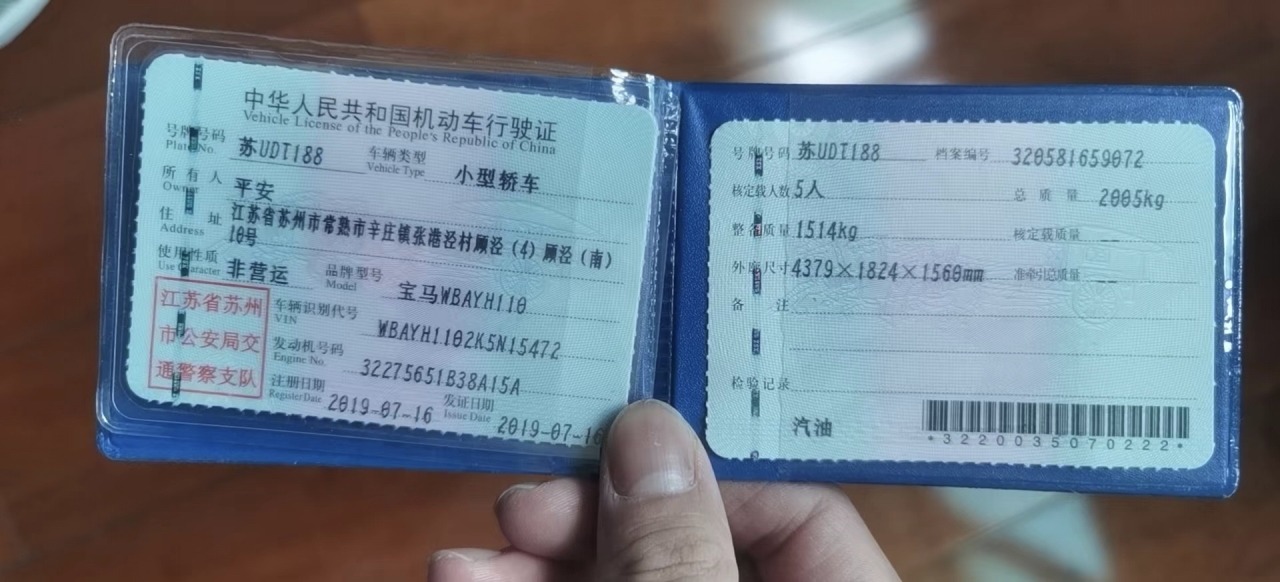 中华人民共和国机动车行驶证
Vehicle License of the People's Republic of China
号牌号码 苏UDT188 车辆类型 小型轿车
Plate No. Vehicle Type
所有人 平安
Owner
住址 江苏省苏州市常熟市辛庄镇张港泾村顾泾（4）顾泾（南）
Address 10号
使用性质 非营运 品牌型号 宝马WBAYH110
Use Character Model
江苏省苏州
市公安局交
通警察支队
车辆识别代号 WBAYH1102K5N15472
VIN
发动机号码 32275651B38A15A
Engine No.
注册日期 2019-07-16 发证日期 2019-07-16
Register Date Issue Date
号牌号码 苏UDT188 档案编号 320581659072
核定载人数 5人 总质量 2005kg
整备质量 1514kg 核定载质量 __
外廓尺寸 4379×1824×1560mm 准牵引总质量 __
备注
检验记录
汽油
*3220035070222*